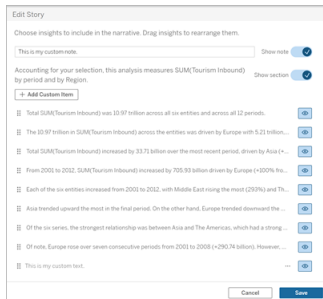 Edit Story
Choose insights to include in the narrative. Drag insights to rearrange them.
This is my custom note.
Show note
Accounting for your selection, this analysis measures SUM(Tourism Inbound)
by period and by Region.
Show section
+ Add Custom Item
Total SUM(Tourism Inbound) was 10.97 trillion across all six entities and across all 12 periods.
The 10.97 trillion in SUM(Tourism Inbound) across the entities was driven by Europe with 5.21 trillion,...
Total SUM(Tourism Inbound) increased by 33.71 billion over the most recent period, driven by Asia (+...
From 2001 to 2012, SUM(Tourism Inbound) increased by 705.93 billion driven by Europe (+100% fro...
Each of the six entities increased from 2001 to 2012, with Middle East rising the most (293%) and Th...
Asia trended upward the most in the final period. On the other hand, Europe trended downward the ...
Of the six series, the strongest relationship was between Asia and The Americas, which had a strong ...
Of note, Europe rose over seven consecutive periods from 2001 to 2008 (+290.74 billion). However, ...
This is my custom text.
...
Cancel
Save